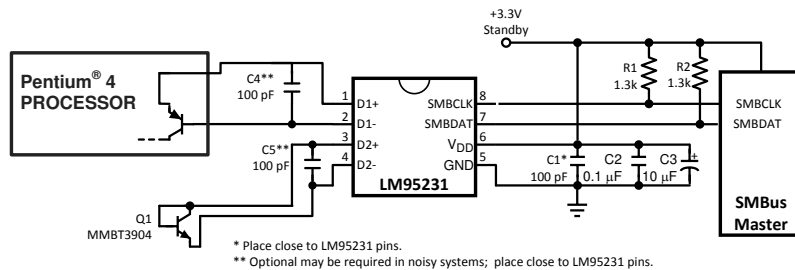 +3.3V
Standby
Pentium® 4
PROCESSOR
C4**
100 pF
R1
1.3k
R2
1.3k
1 D1+
2 D1-
3 D2+
4 D2-
SMBCLK 8
SMBDAT 7
VDD 6
GND 5
LM95231
SMBCLK
SMBDAT
C5**
100 pF
C1*
100 pF
C2
0.1 µF
C3
10 µF
+
SMBus
Master
Q1
MMBT3904
* Place close to LM95231 pins.
** Optional may be required in noisy systems; place close to LM95231 pins.